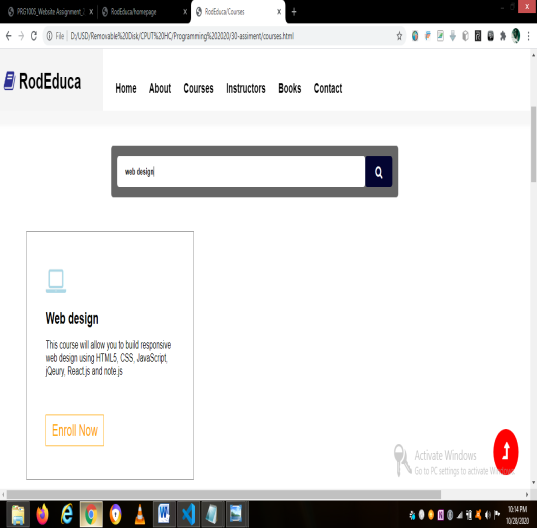 PRG100S_Website Assignment_2
RodEduca/homepage
RodEduca/Courses
File
D:/USD/Removable%20Disk/CPUT%20HC/Programming%202020/30-assiment/courses.html
RodEduca
Home About Courses Instructors Books Contact
web design
Web design
This course will allow you to build responsive
web design using HTML5, CSS, JavaScript,
jQeury, React.js and note.js
Enroll Now
Activate Windows
Go to PC settings to activate Windows.
10:14 PM
10/28/2020